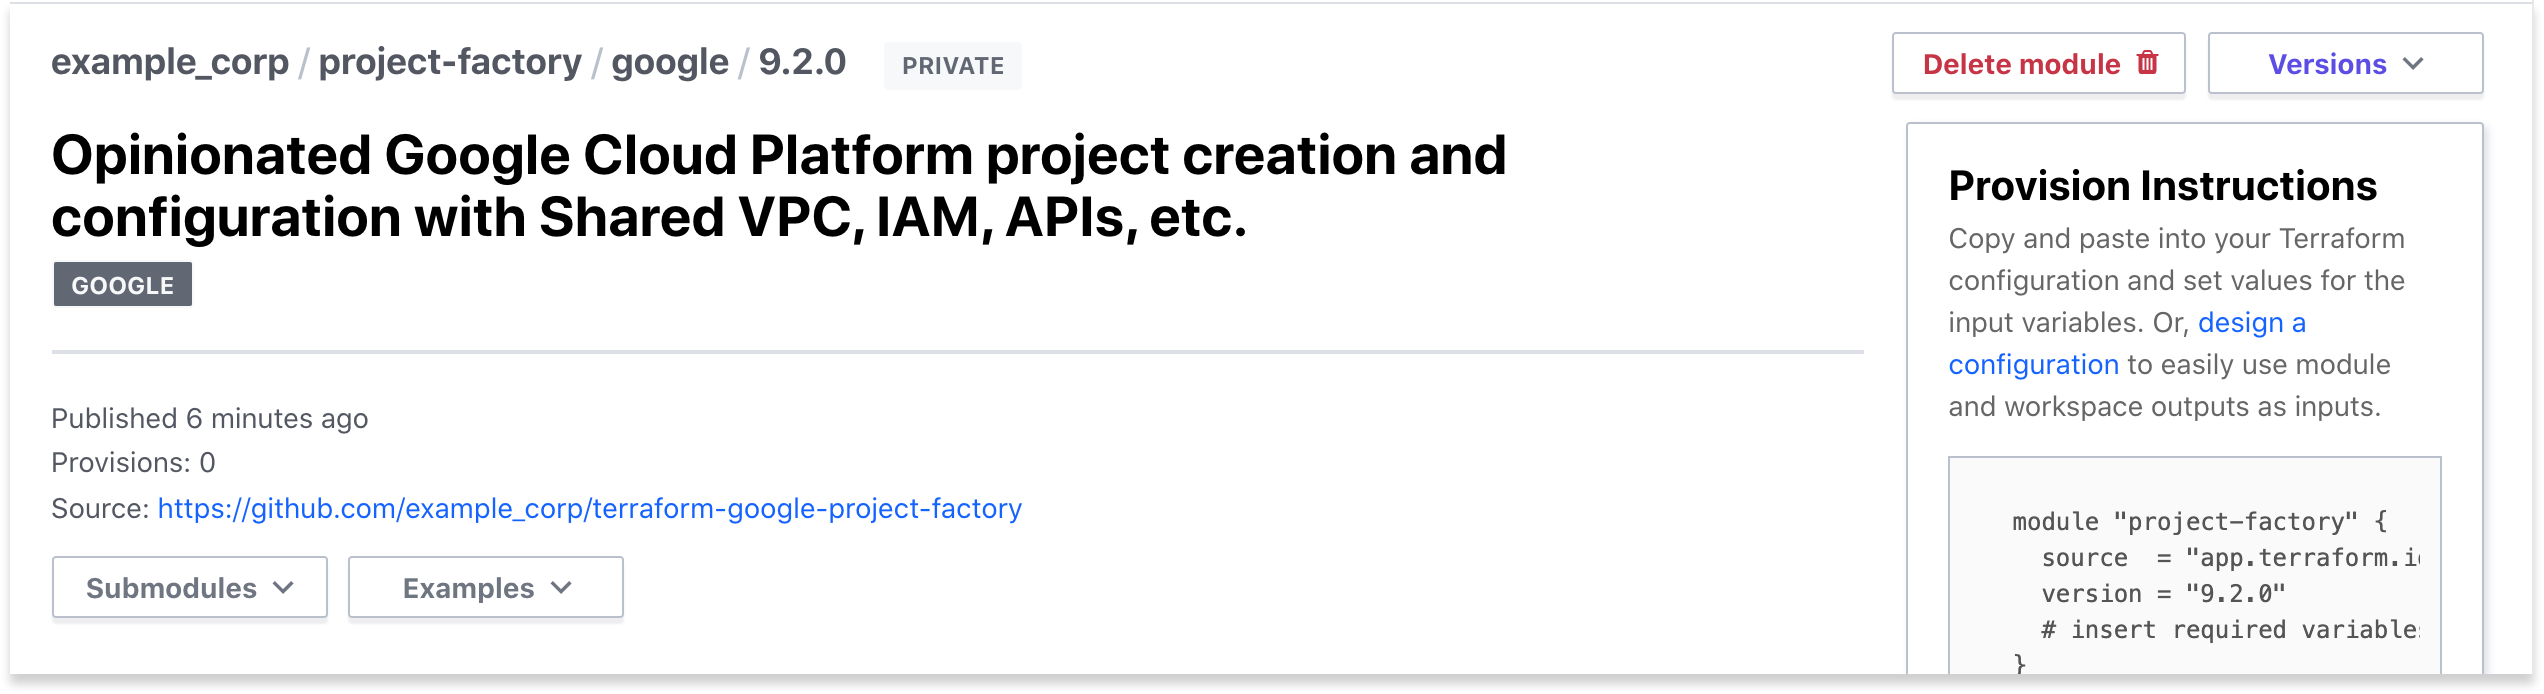 example_corp / project-factory / google / 9.2.0 PRIVATE
Delete module
Versions
Opinionated Google Cloud Platform project creation and
configuration with Shared VPC, IAM, APIs, etc.
GOOGLE
Published 6 minutes ago
Provisions: 0
Source: https://github.com/example_corp/terraform-google-project-factory
Submodules
Examples
Provision Instructions
Copy and paste into your Terraform
configuration and set values for the
input variables. Or, design a
configuration to easily use module
and workspace outputs as inputs.
module "project-factory" {
source = "app.terraform.i
version = "9.2.0"
# insert required variable
}